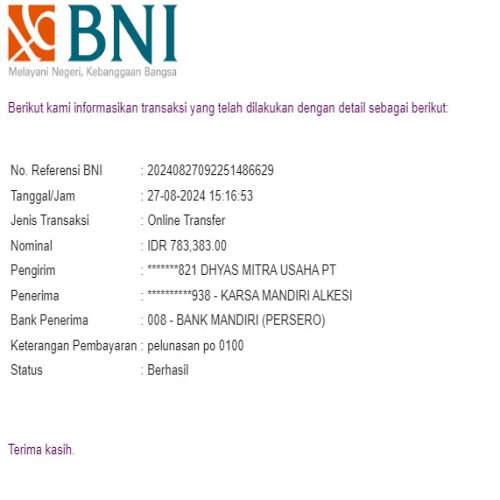 BNI
Melayani Negeri, Kebanggaan Bangsa
Berikut kami informasikan transaksi yang telah dilakukan dengan detail sebagai berikut:
No. Referensi BNI : 20240827092251486629
Tanggal/Jam : 27-08-2024 15:16:53
Jenis Transaksi : Online Transfer
Nominal : IDR 783,383.00
Pengirim : *******821 DHYAS MITRA USAHA PT
Penerima : **********938 - KARSA MANDIRI ALKESI
Bank Penerima : 008 - BANK MANDIRI (PERSERO)
Keterangan Pembayaran : pelunasan po 0100
Status : Berhasil
Terima kasih.